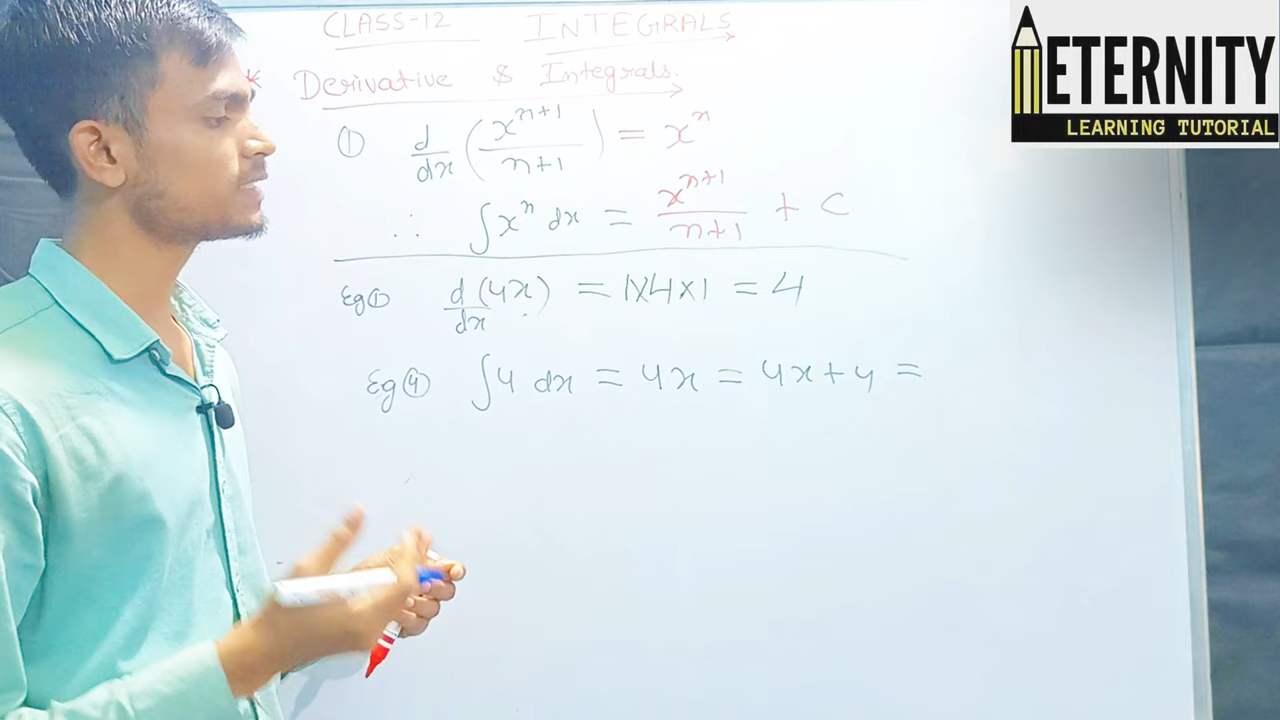 CLASS-12 INTEGRALS
* Derivative & Integrals.
① d/dx (x^(n+1)/(n+1)) = x^n
∴ ∫x^n dx = x^(n+1)/(n+1) + C
Eg① d/dx (4x) = 1×4×1 = 4
Eg④ ∫4 dx = 4x = 4x+4 =
ETERNITY
LEARNING TUTORIAL